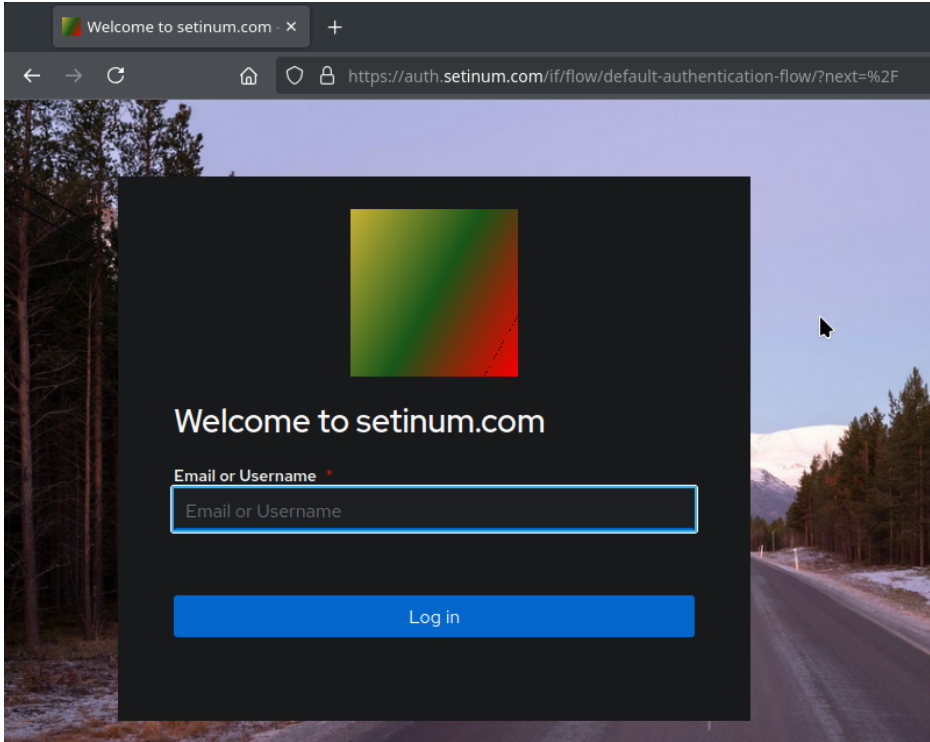 Welcome to setinum.com -
https://auth.setinum.com/if/flow/default-authentication-flow/?next=%2F
Welcome to setinum.com
Email or Username *
Email or Username
Log in